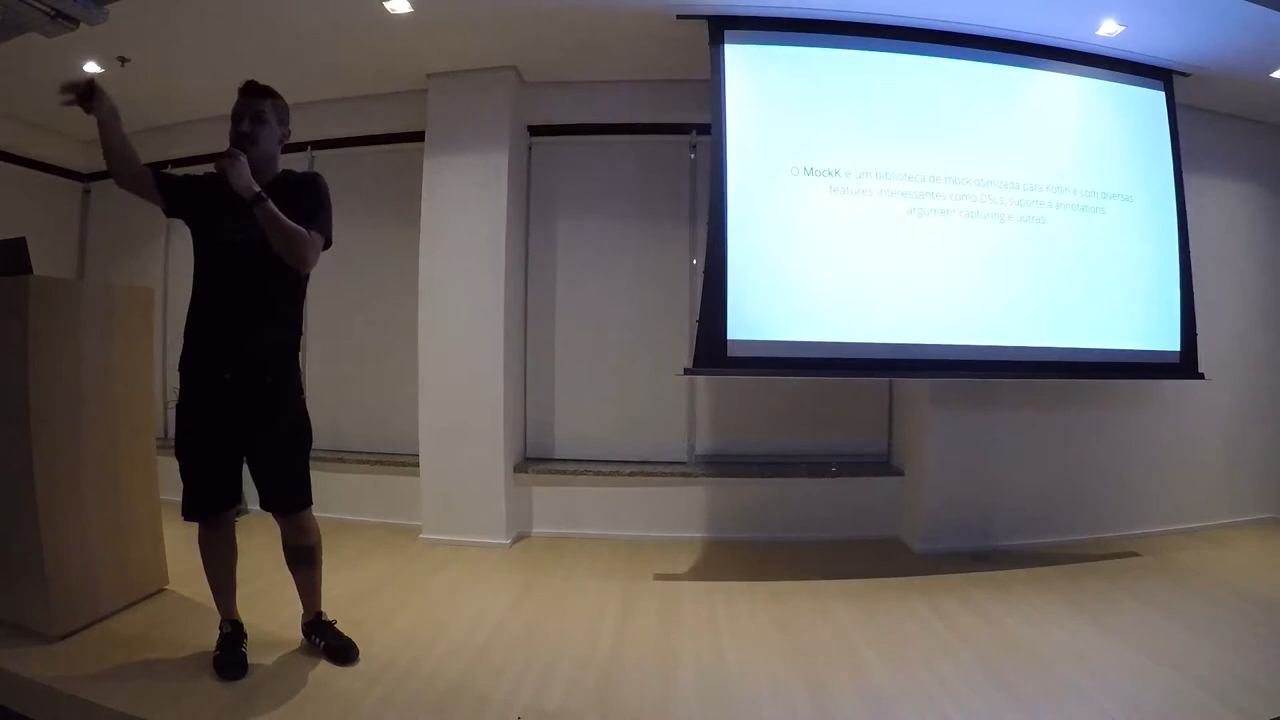 O MockK é um biblioteca de mock otimizada para Kotlin e com diversas
features interessantes como DSLs, suporte a annotations,
argument capturing e outras.